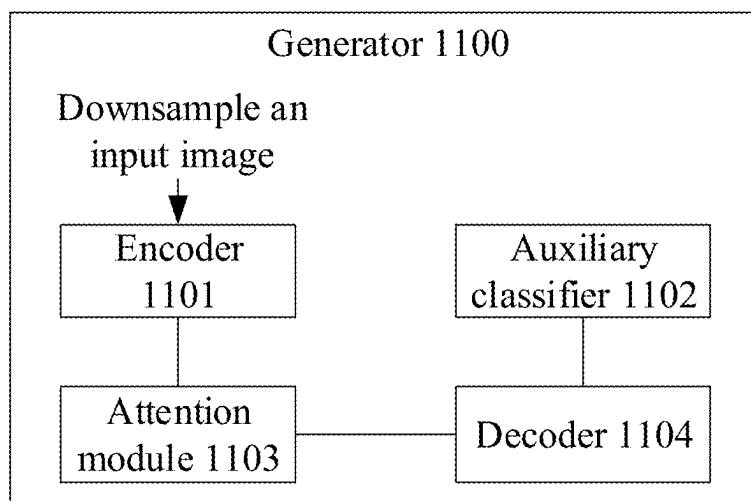 Generator 1100
Downsample an
input image
Encoder
1101
Auxiliary
classifier 1102
Attention
module 1103
Decoder 1104